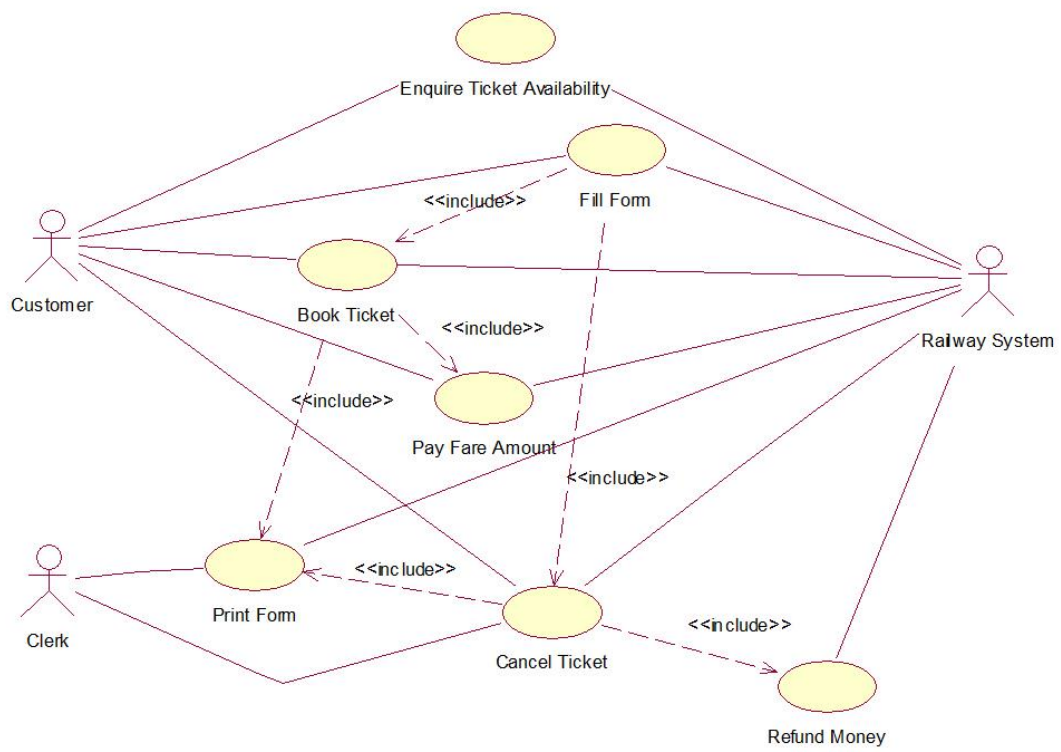 Enquire Ticket Availability
<<include>>
Fill Form
Customer
Book Ticket
<<include>>
Railway System
<<include>>
Pay Fare Amount
<<include>>
<<include>>
Print Form
Clerk
Cancel Ticket
<<include>>
Refund Money